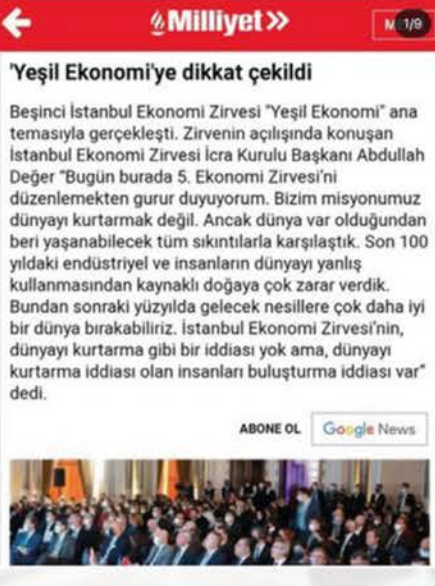 Milliyet
M 1/9
'Yeşil Ekonomi'ye dikkat çekildi
Beşinci İstanbul Ekonomi Zirvesi "Yeşil Ekonomi" ana
temasıyla gerçekleşti. Zirvenin açılışında konuşan
İstanbul Ekonomi Zirvesi İcra Kurulu Başkanı Abdullah
Değer "Bugün burada 5. Ekonomi Zirvesi'ni
düzenlemekten gurur duyuyorum. Bizim misyonumuz
dünyayı kurtarmak değil. Ancak dünya var olduğundan
beri yaşanabilecek tüm sıkıntılarla karşılaştık. Son 100
yıldaki endüstriyel ve insanların dünyayı yanlış
kullanmasından kaynaklı doğaya çok zarar verdik.
Bundan sonraki yüzyılda gelecek nesillere çok daha iyi
bir dünya bırakabiliriz. İstanbul Ekonomi Zirvesi'nin,
dünyayı kurtarma gibi bir iddiası yok ama, dünyayı
kurtarma iddiası olan insanları buluşturma iddiası var"
dedi.
ABONE OL Google News